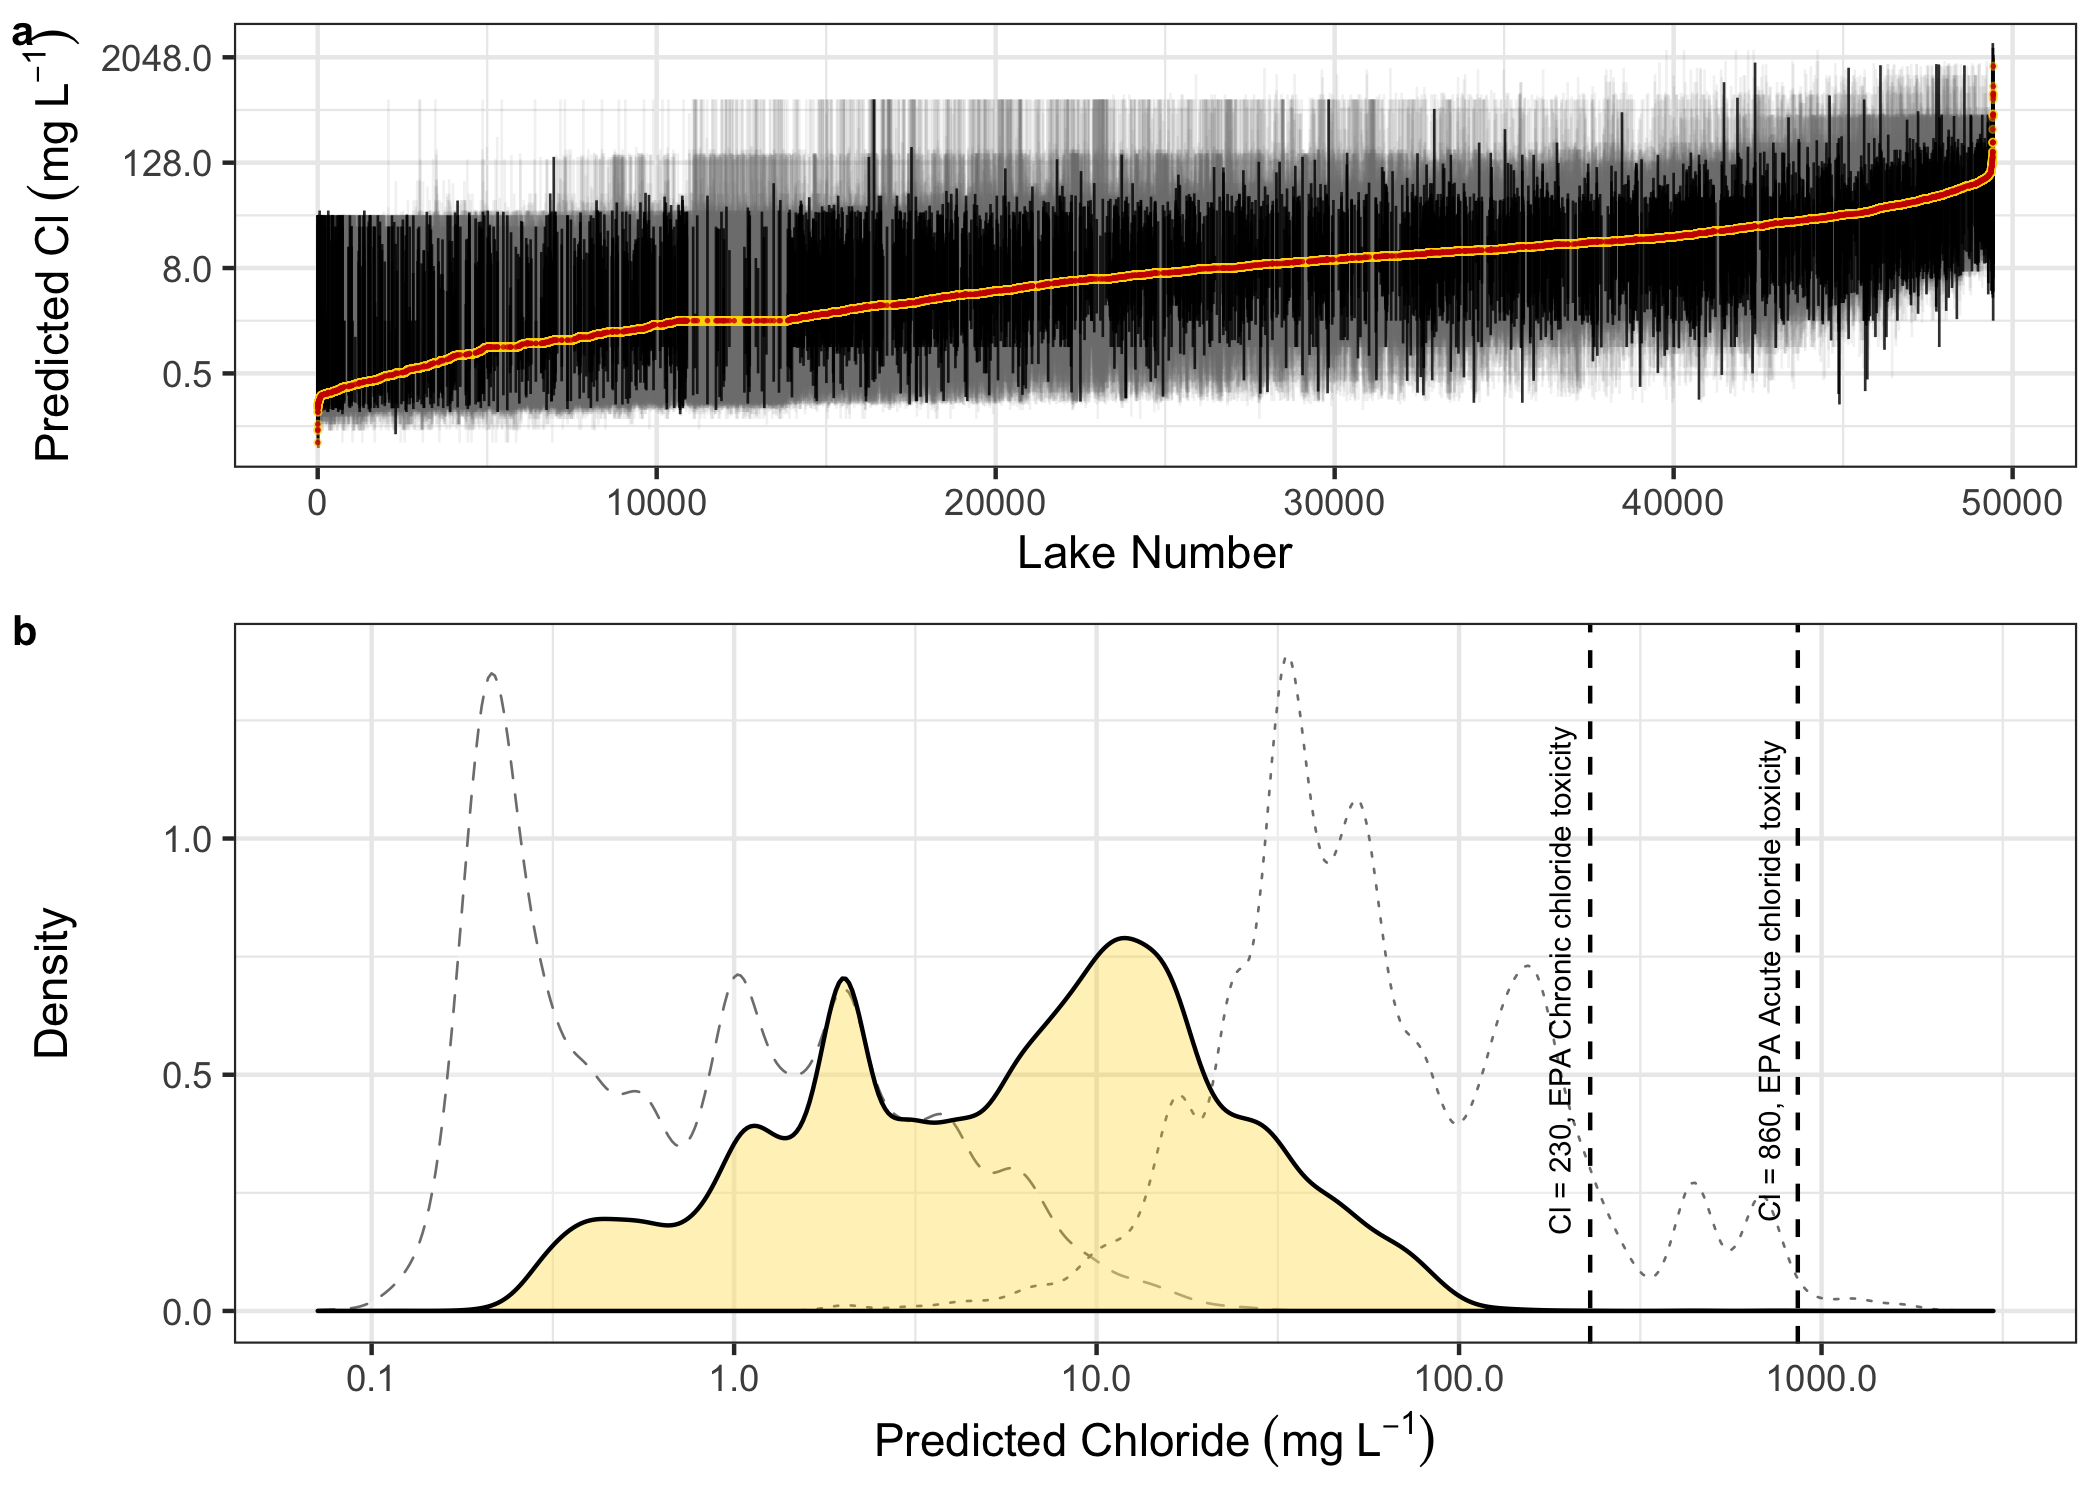 a
Predicted Cl (mg L⁻¹)
2048.0
128.0
8.0
0.5
0 10000 20000 30000 40000 50000
Lake Number
b
Density
1.0
0.5
0.0
Cl = 230, EPA Chronic chloride toxicity
Cl = 860, EPA Acute chloride toxicity
0.1 1.0 10.0 100.0 1000.0
Predicted Chloride (mg L⁻¹)